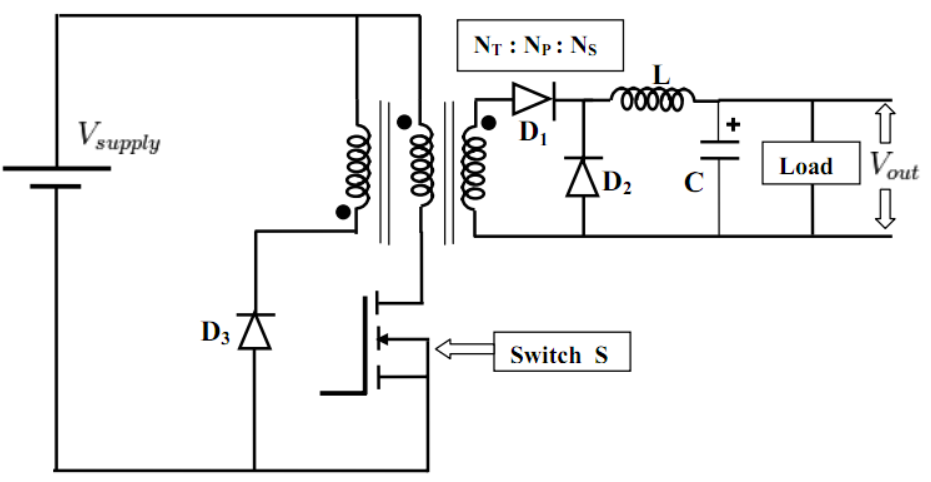 N_T : N_P : N_S
L
V_supply
D_1
+
D_2
C
Load
V_out
D_3
Switch S